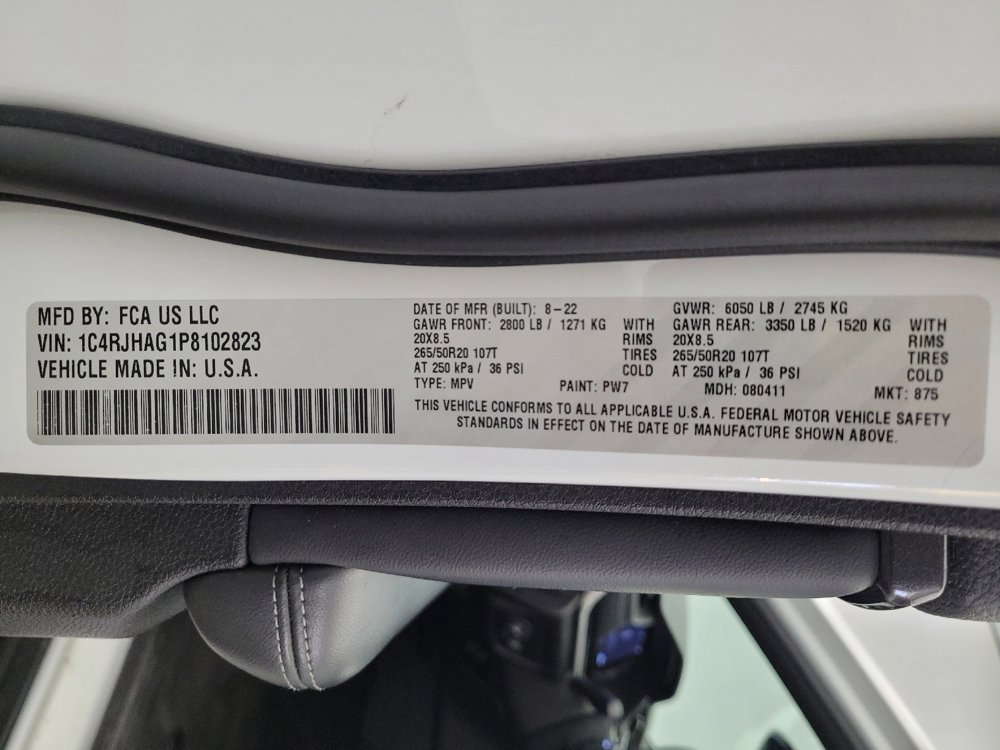 MFD BY: FCA US LLC
VIN: 1C4RJHAG1P8102823
VEHICLE MADE IN: U.S.A.
DATE OF MFR (BUILT): 8-22
GAWR FRONT: 2800 LB / 1271 KG WITH
20X8.5 RIMS
265/50R20 107T TIRES
AT 250 kPa / 36 PSI COLD
TYPE: MPV PAINT: PW7
GVWR: 6050 LB / 2745 KG
GAWR REAR: 3350 LB / 1520 KG WITH
20X8.5 RIMS
265/50R20 107T TIRES
AT 250 kPa / 36 PSI COLD
MDH: 080411 MKT: 875
THIS VEHICLE CONFORMS TO ALL APPLICABLE U.S.A. FEDERAL MOTOR VEHICLE SAFETY
STANDARDS IN EFFECT ON THE DATE OF MANUFACTURE SHOWN ABOVE.